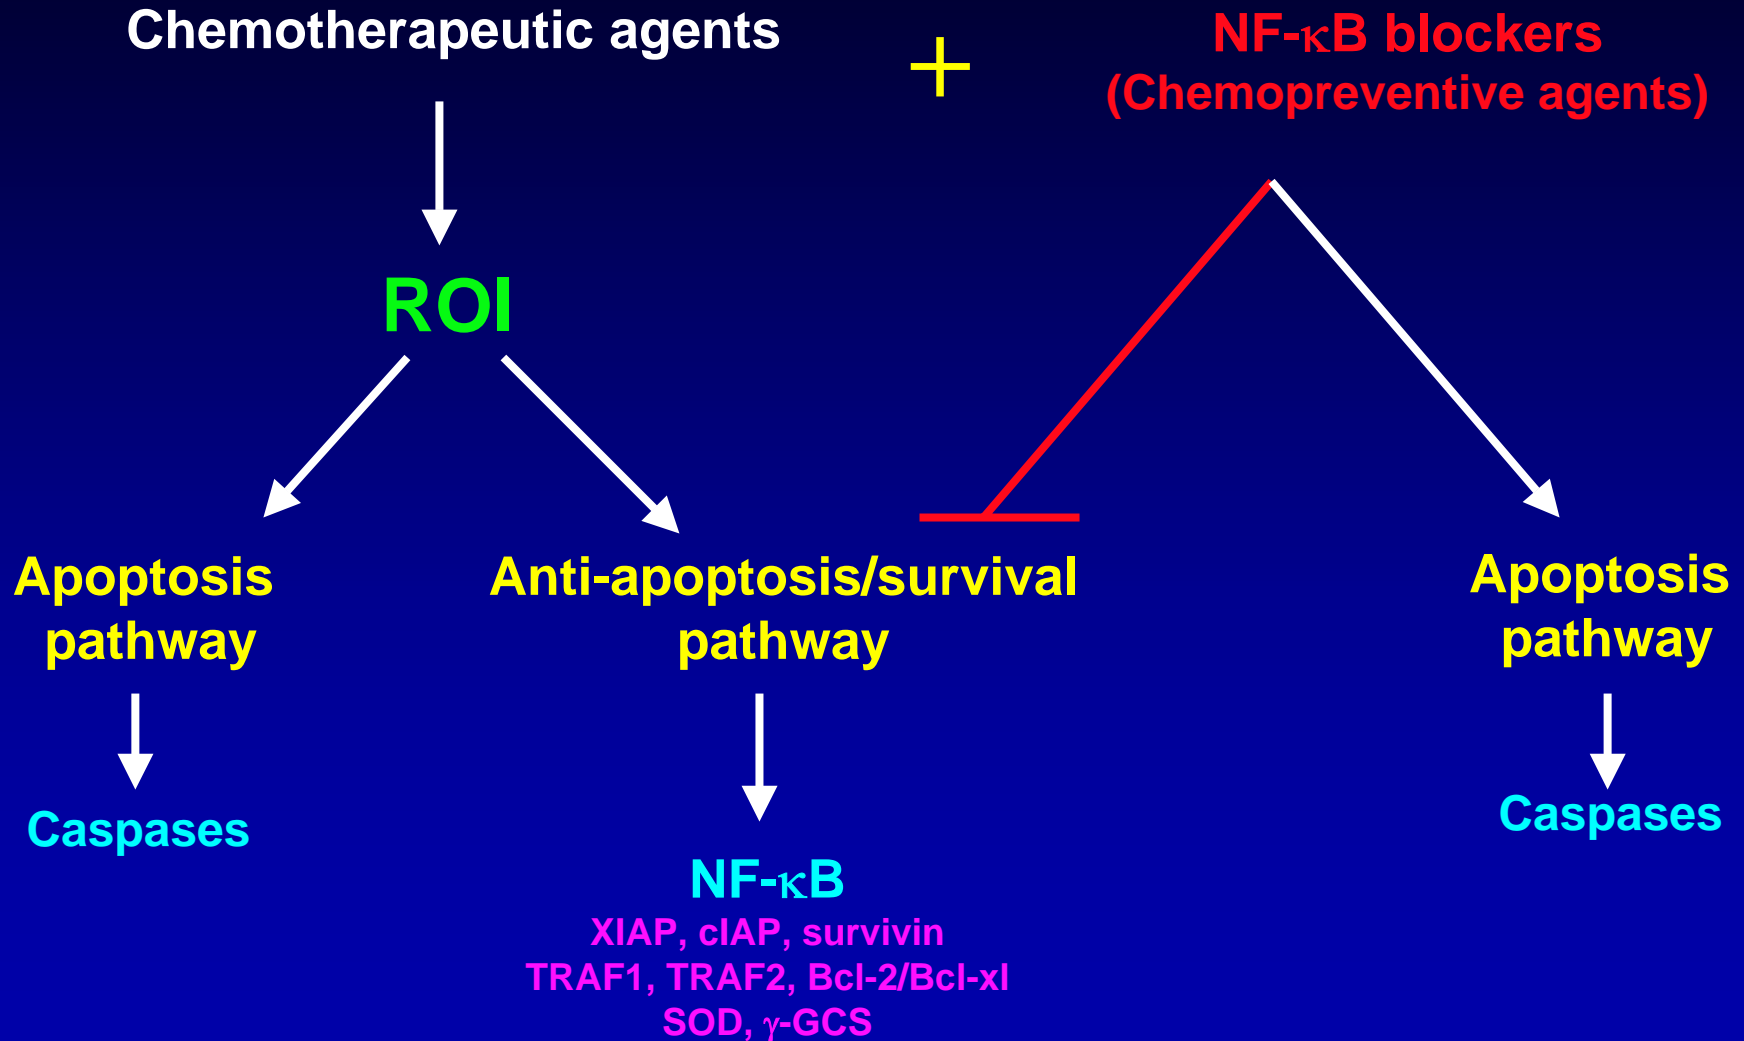 Chemotherapeutic agents
+
NF-κB blockers
(Chemopreventive agents)
ROI
Apoptosis
pathway
Anti-apoptosis/survival
pathway
Apoptosis
pathway
Caspases
Caspases
NF-κB
XIAP, cIAP, survivin
TRAF1, TRAF2, Bcl-2/Bcl-xl
SOD, γ-GCS